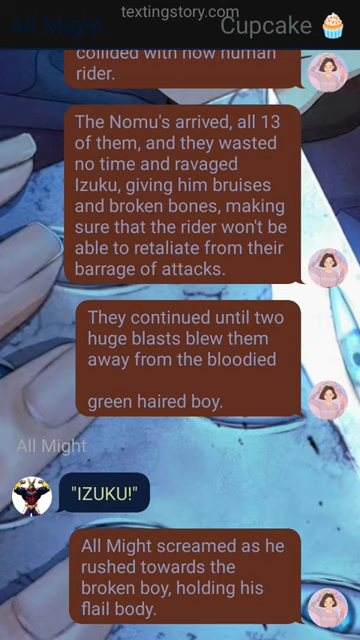 textingstory.com
All Might
Cupcake 🧁
collided with now human
rider.
The Nomu's arrived, all 13
of them, and they wasted
no time and ravaged
Izuku, giving him bruises
and broken bones, making
sure that the rider won't be
able to retaliate from their
barrage of attacks.
They continued until two
huge blasts blew them
away from the bloodied
green haired boy.
All Might
"IZUKU!"
All Might screamed as he
rushed towards the
broken boy, holding his
flail body.